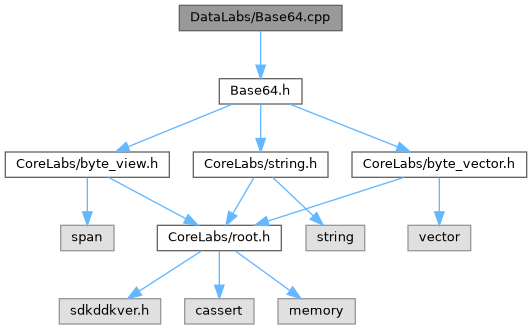 DataLabs/Base64.cpp
Base64.h
CoreLabs/byte_view.h
CoreLabs/string.h
CoreLabs/byte_vector.h
span
CoreLabs/root.h
string
vector
sdkddkver.h
cassert
memory